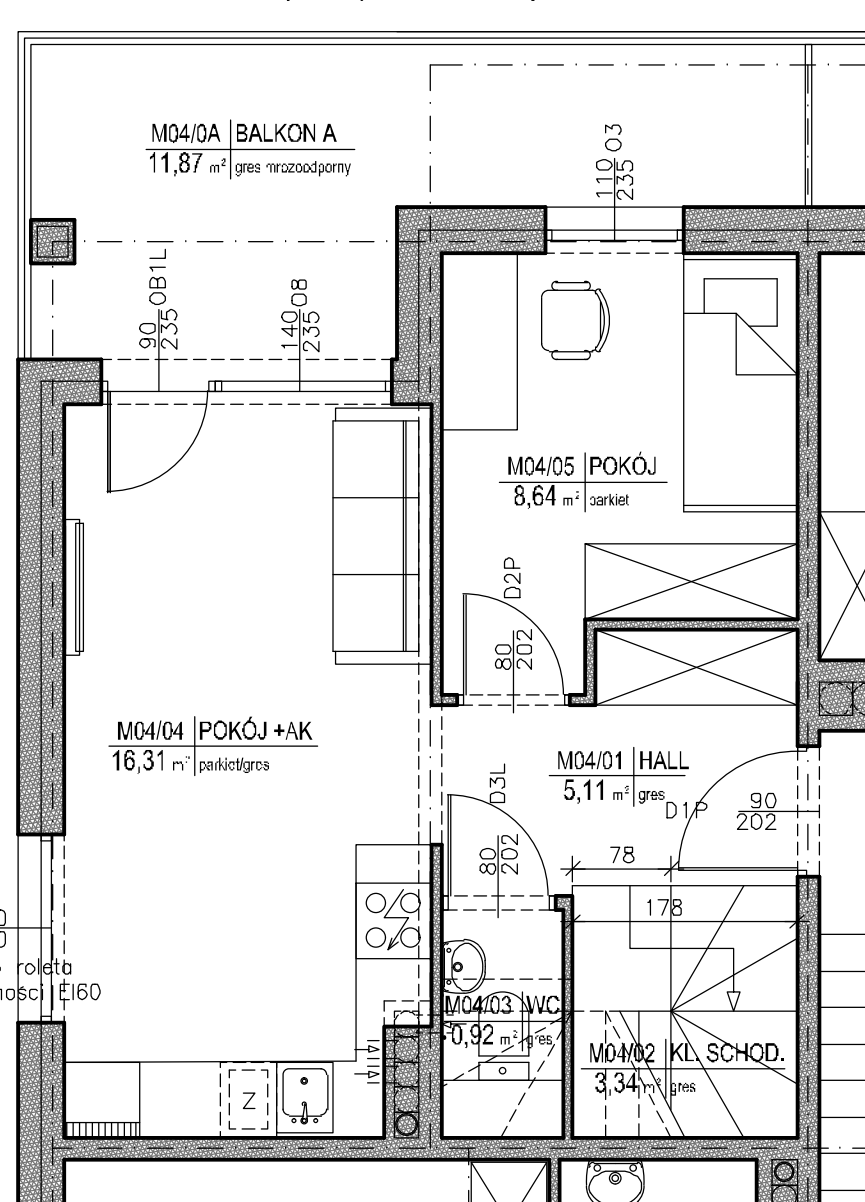 M04/0A BALKON A
11,87 m² gres mrozoodporny
110 O3
235
90 OB1L
235
140 O8
235
M04/05 POKÓJ
8,64 m² parkiet
D2P
80
202
M04/04 POKÓJ +AK
16,31 m² parkiet/gres
M04/01 HALL
5,11 m² gres
D1P 90
202
D3L
80
202
78
178
roleta
EI60
M04/03 WC
0,92 m² gres
M04/02 KL. SCHOD.
3,34 m² gres
Z